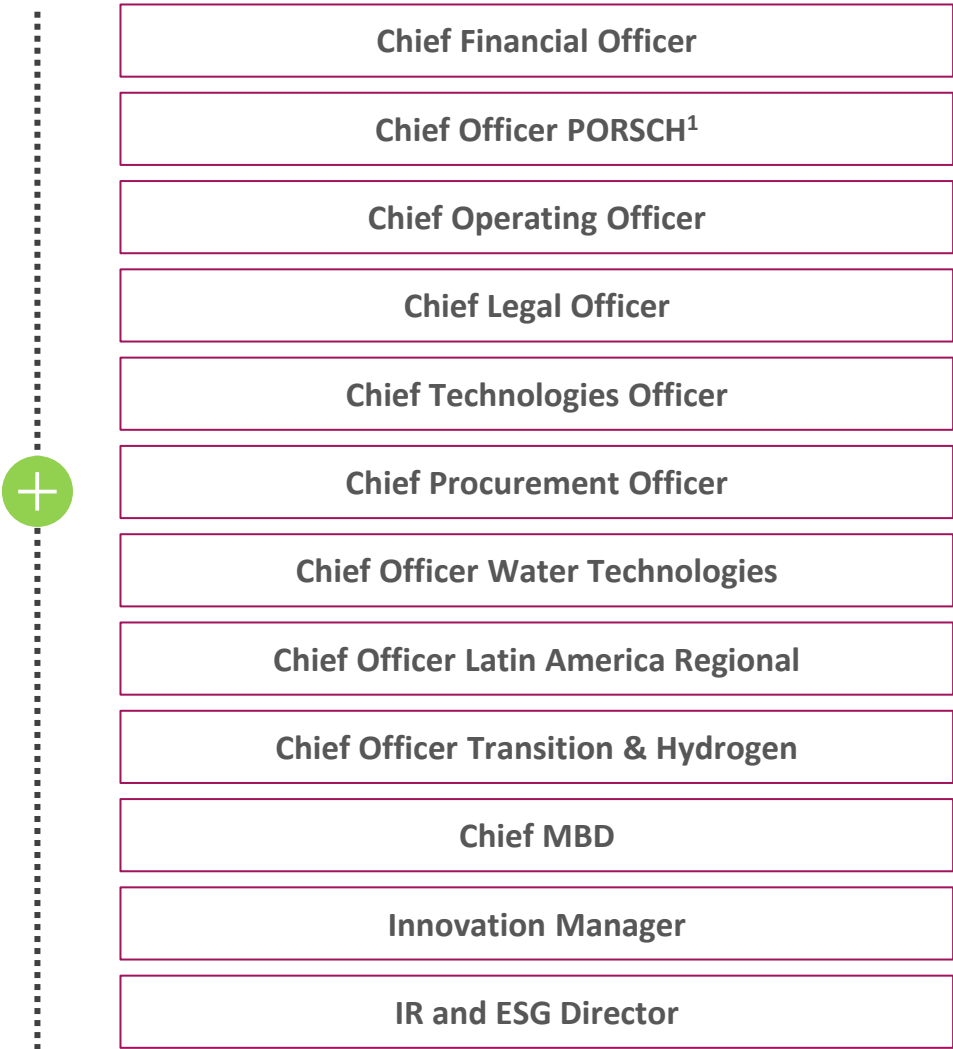 Chief Financial Officer
Chief Officer PORSCH¹
Chief Operating Officer
Chief Legal Officer
Chief Technologies Officer
Chief Procurement Officer
Chief Officer Water Technologies
Chief Officer Latin America Regional
Chief Officer Transition & Hydrogen
Chief MBD
Innovation Manager
IR and ESG Director